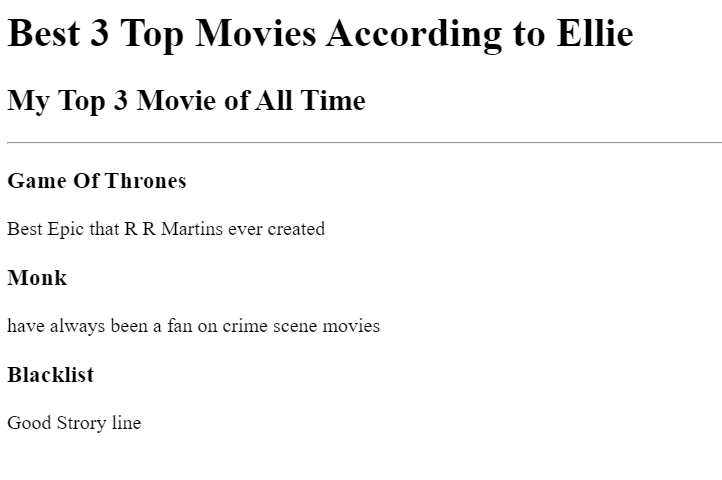 Best 3 Top Movies According to Ellie
My Top 3 Movie of All Time
Game Of Thrones
Best Epic that R R Martins ever created
Monk
have always been a fan on crime scene movies
Blacklist
Good Strory line